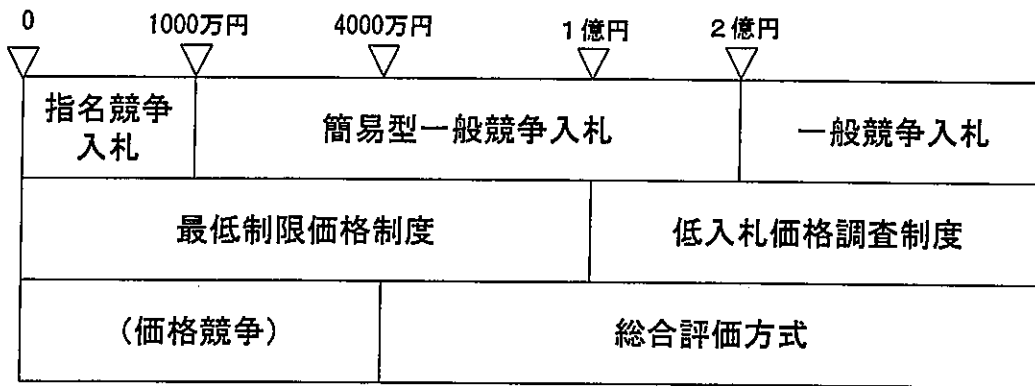 0 1000万円 4000万円 1億円 2億円
指名競争
入札
簡易型一般競争入札
一般競争入札
最低制限価格制度
低入札価格調査制度
(価格競争)
総合評価方式